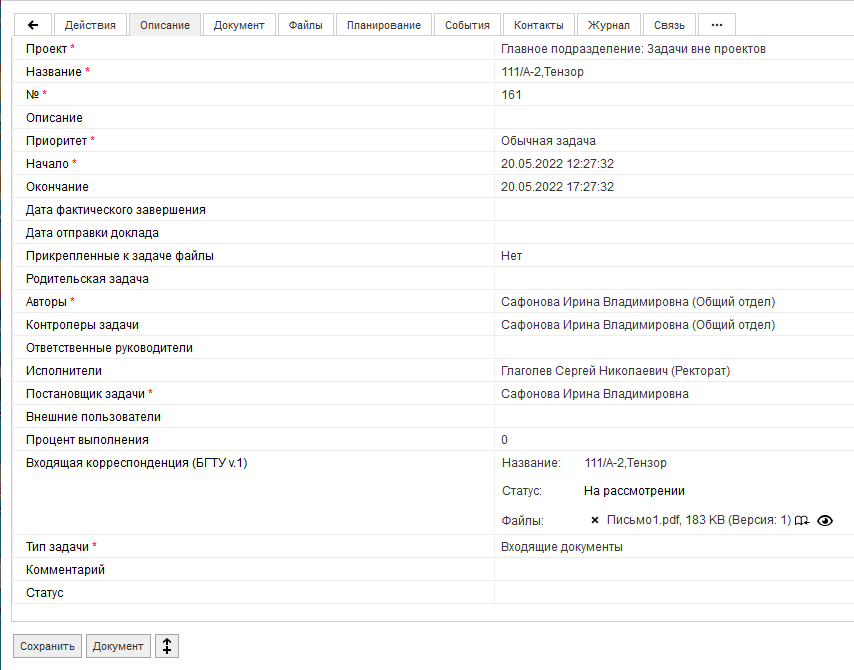 Действия Описание Документ Файлы Планирование События Контакты Журнал Связь ...
Проект * Главное подразделение: Задачи вне проектов
Название * 111/А-2,Тензор
№ * 161
Описание
Приоритет * Обычная задача
Начало * 20.05.2022 12:27:32
Окончание 20.05.2022 17:27:32
Дата фактического завершения
Дата отправки доклада
Прикрепленные к задаче файлы Нет
Родительская задача
Авторы * Сафонова Ирина Владимировна (Общий отдел)
Контролеры задачи Сафонова Ирина Владимировна (Общий отдел)
Ответственные руководители
Исполнители Глаголев Сергей Николаевич (Ректорат)
Постановщик задачи * Сафонова Ирина Владимировна
Внешние пользователи
Процент выполнения 0
Входящая корреспонденция (БГТУ v.1) Название: 111/А-2,Тензор
Статус: На рассмотрении
Файлы: Письмо1.pdf, 183 KB (Версия: 1)
Тип задачи * Входящие документы
Комментарий
Статус
Сохранить Документ